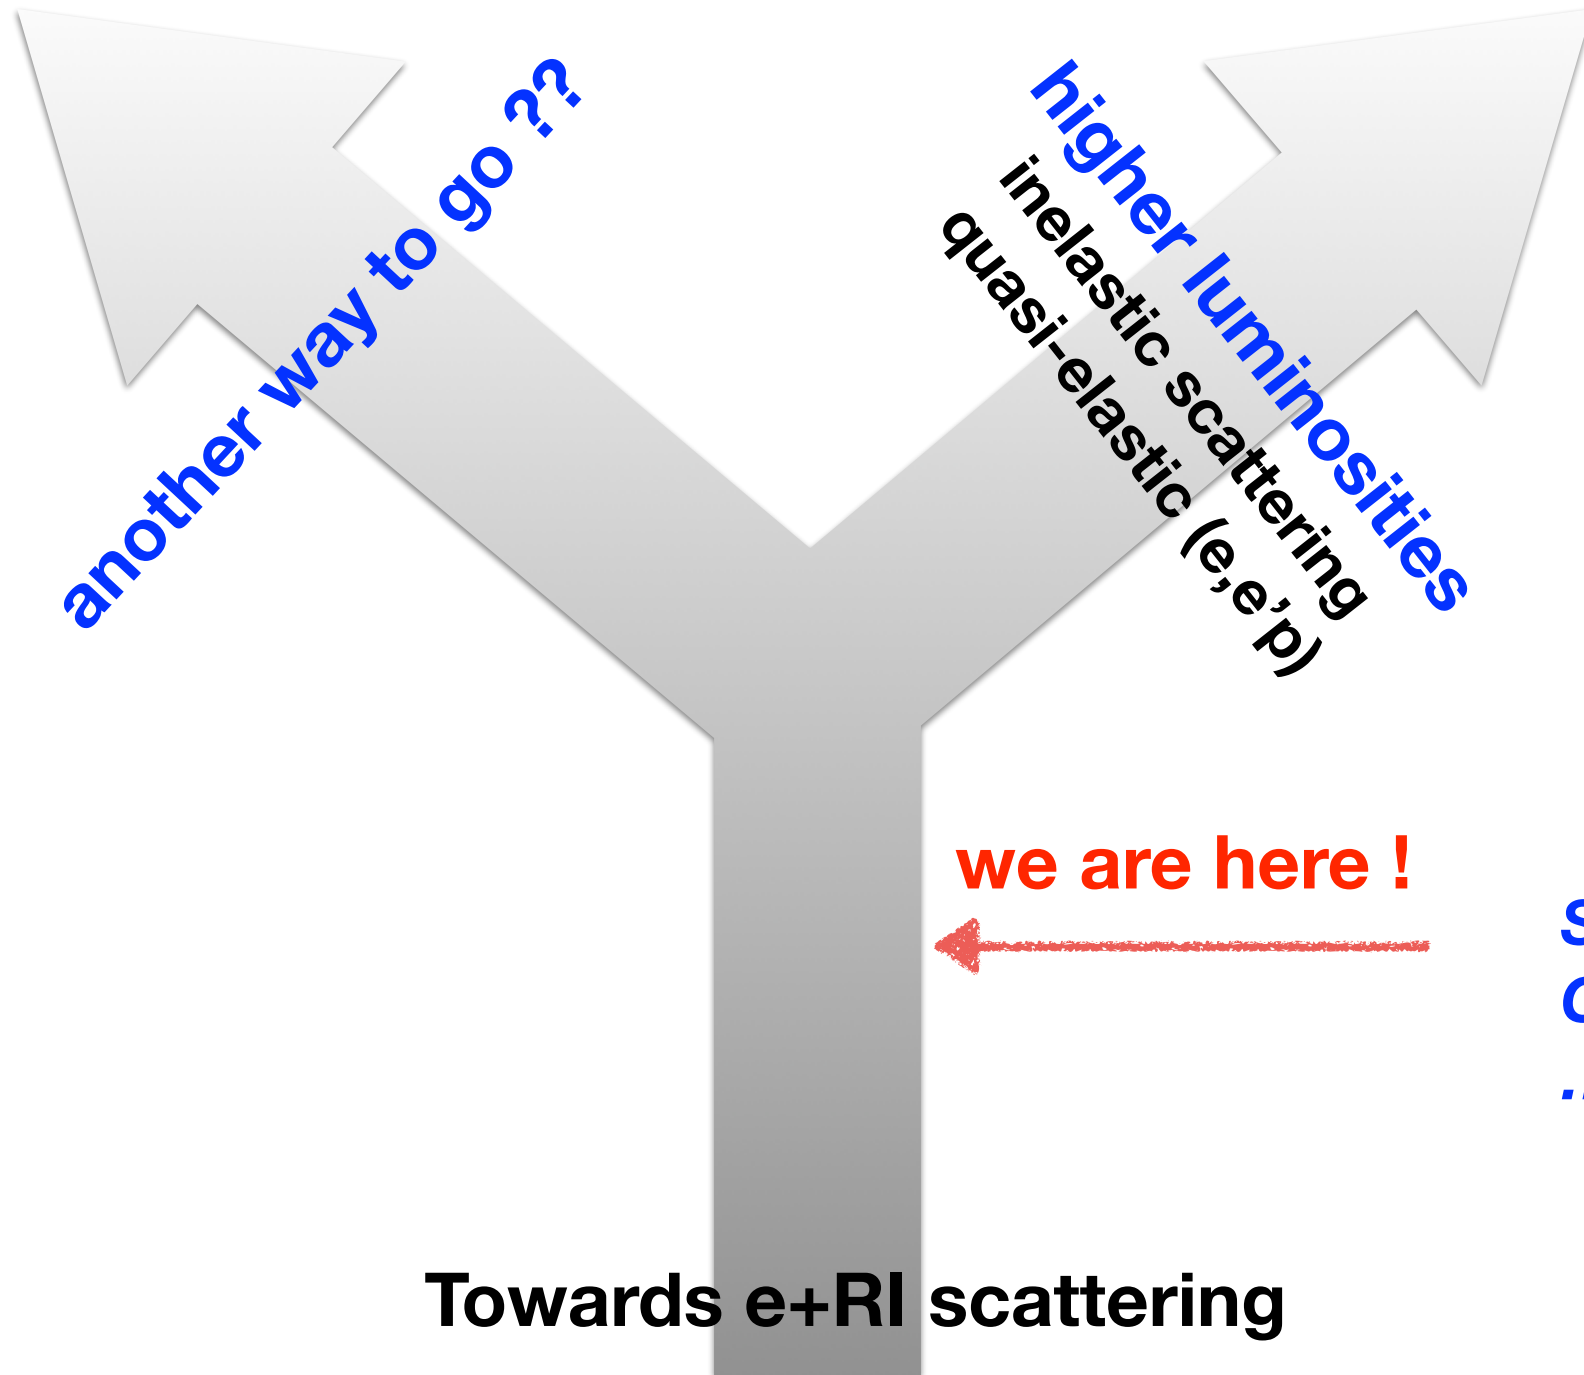 another way to go ??
higher luminosities
inelastic scattering
quasi-elastic (e,e’p)
we are here !
Towards e+RI scattering